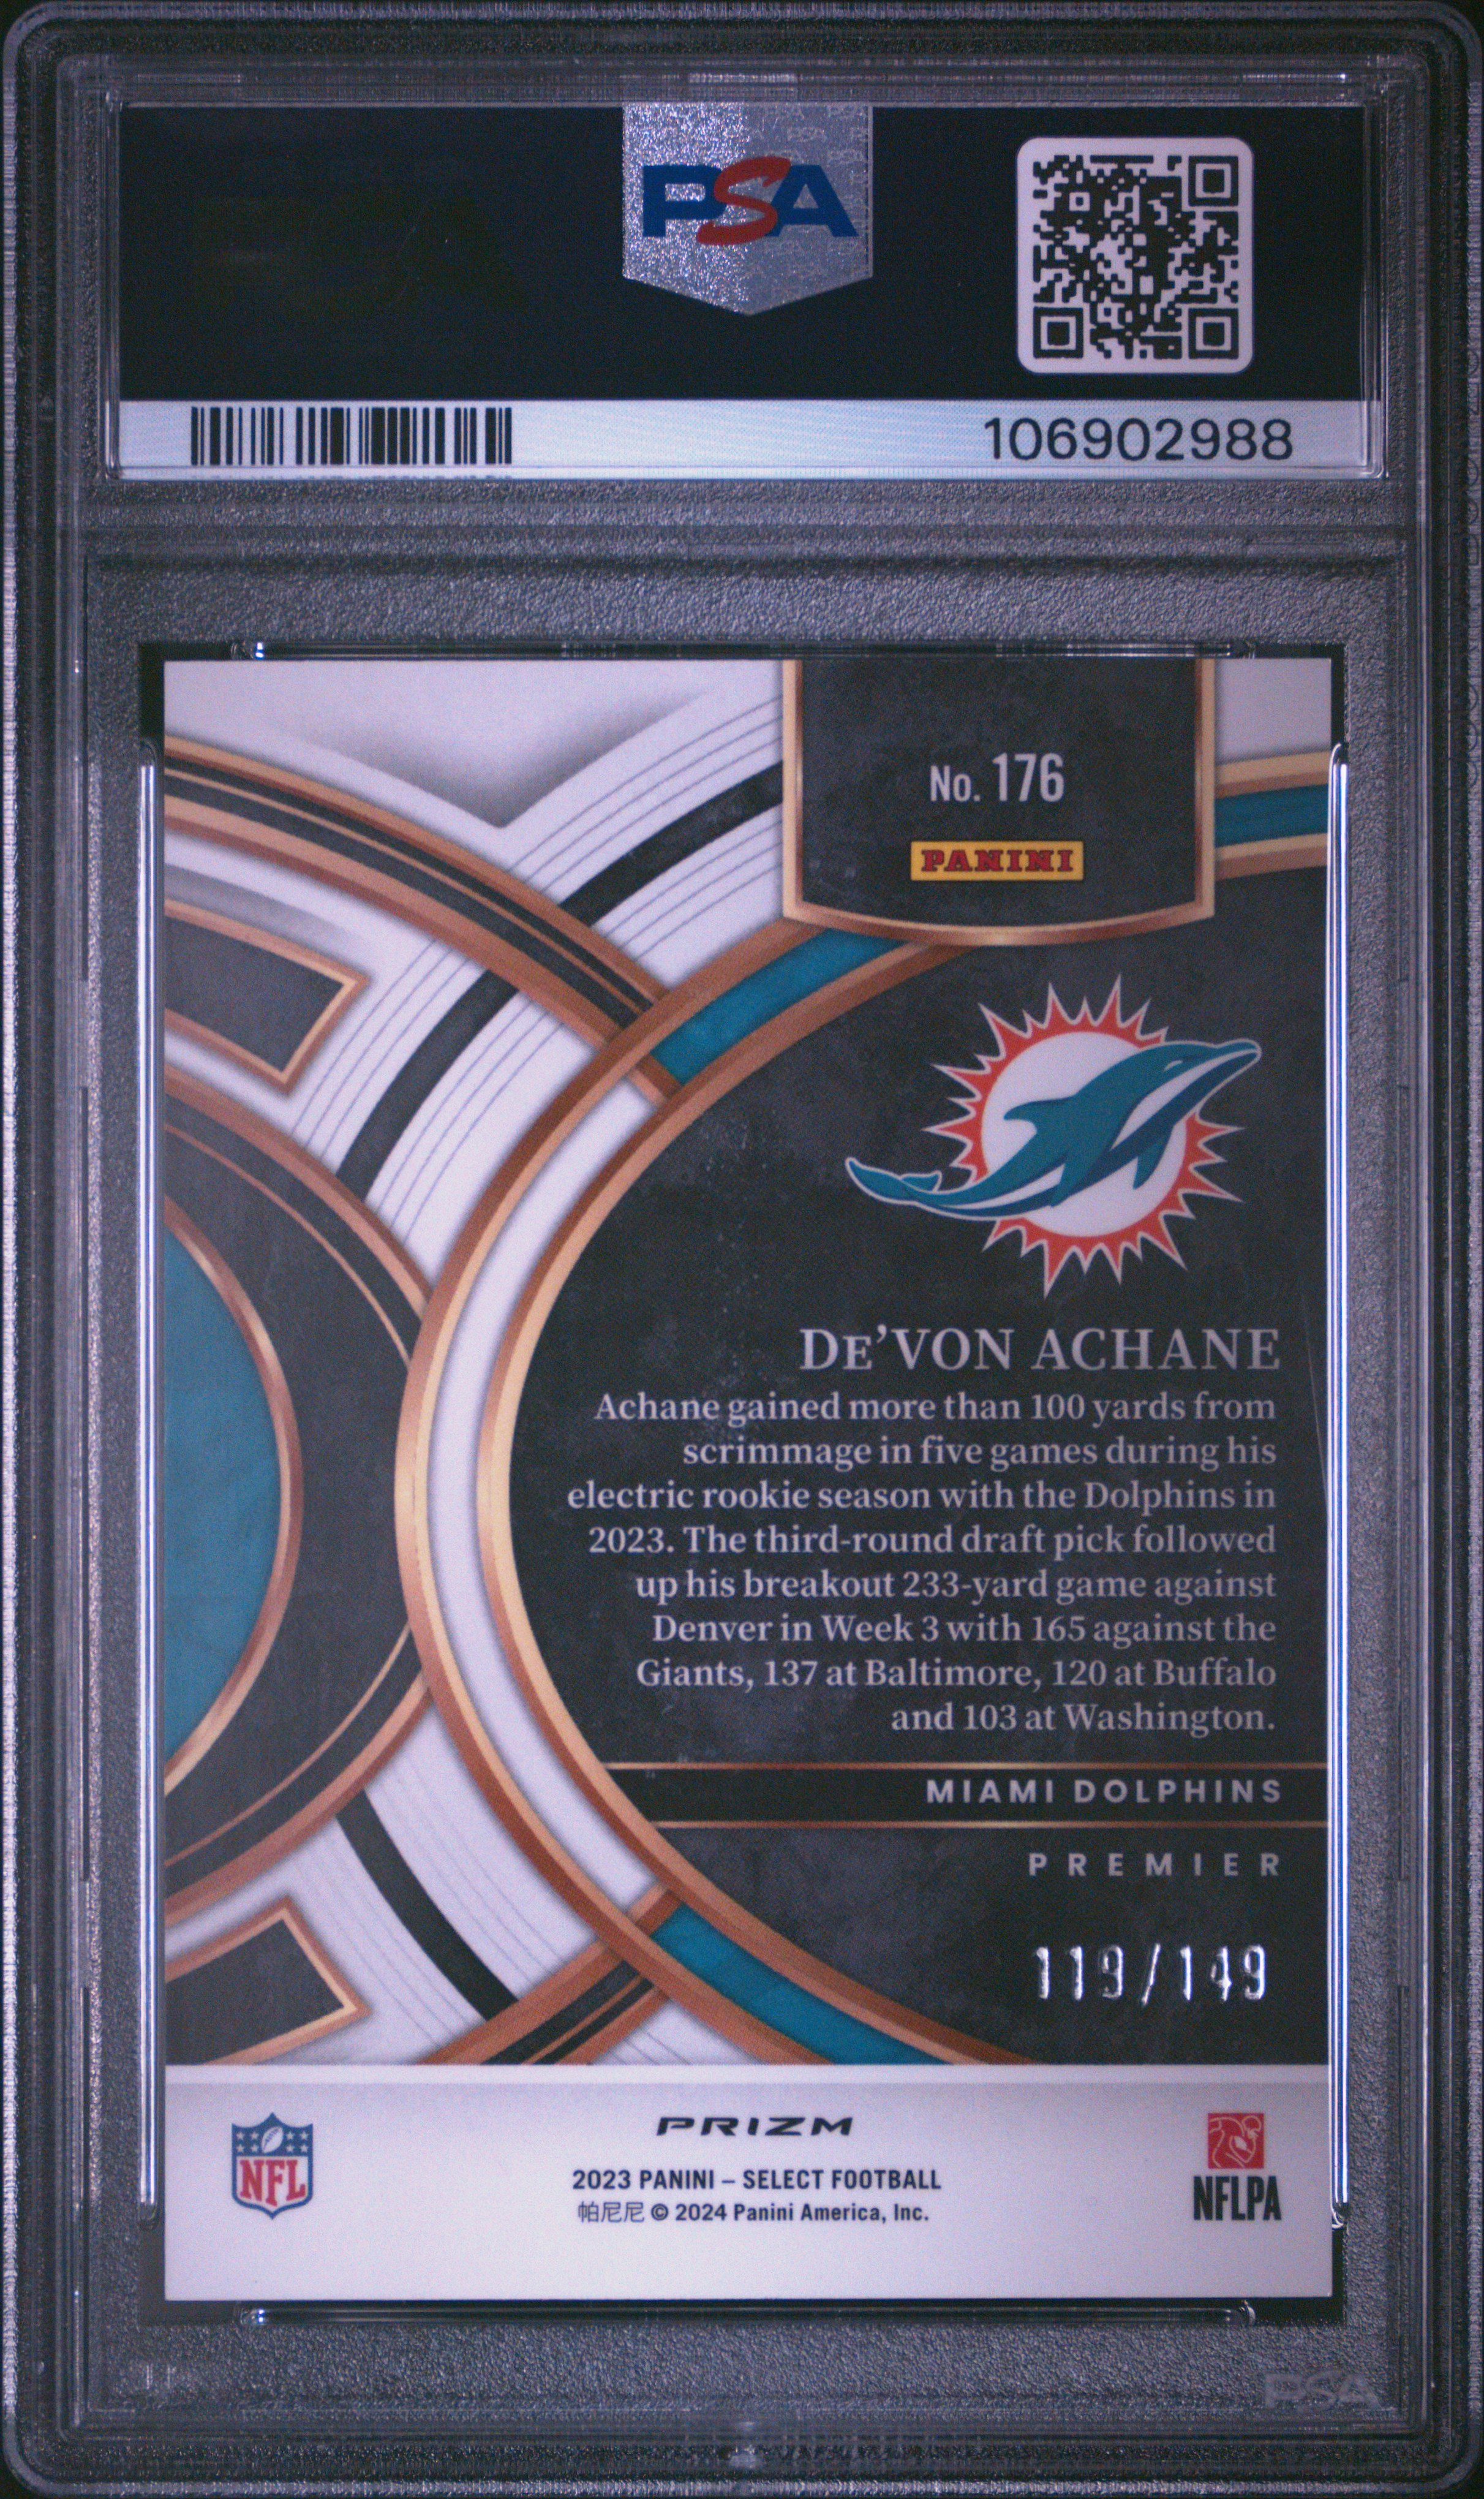 PSA
106902988
No. 176
PANINI
DE'VON ACHANE
Achane gained more than 100 yards from
scrimmage in five games during his
electric rookie season with the Dolphins in
2023. The third-round draft pick followed
up his breakout 233-yard game against
Denver in Week 3 with 165 against the
Giants, 137 at Baltimore, 120 at Buffalo
and 103 at Washington.
MIAMI DOLPHINS
PREMIER
119/149
NFL
PRIZM
2023 PANINI – SELECT FOOTBALL
帕尼尼 © 2024 Panini America, Inc.
NFLPA
PSA